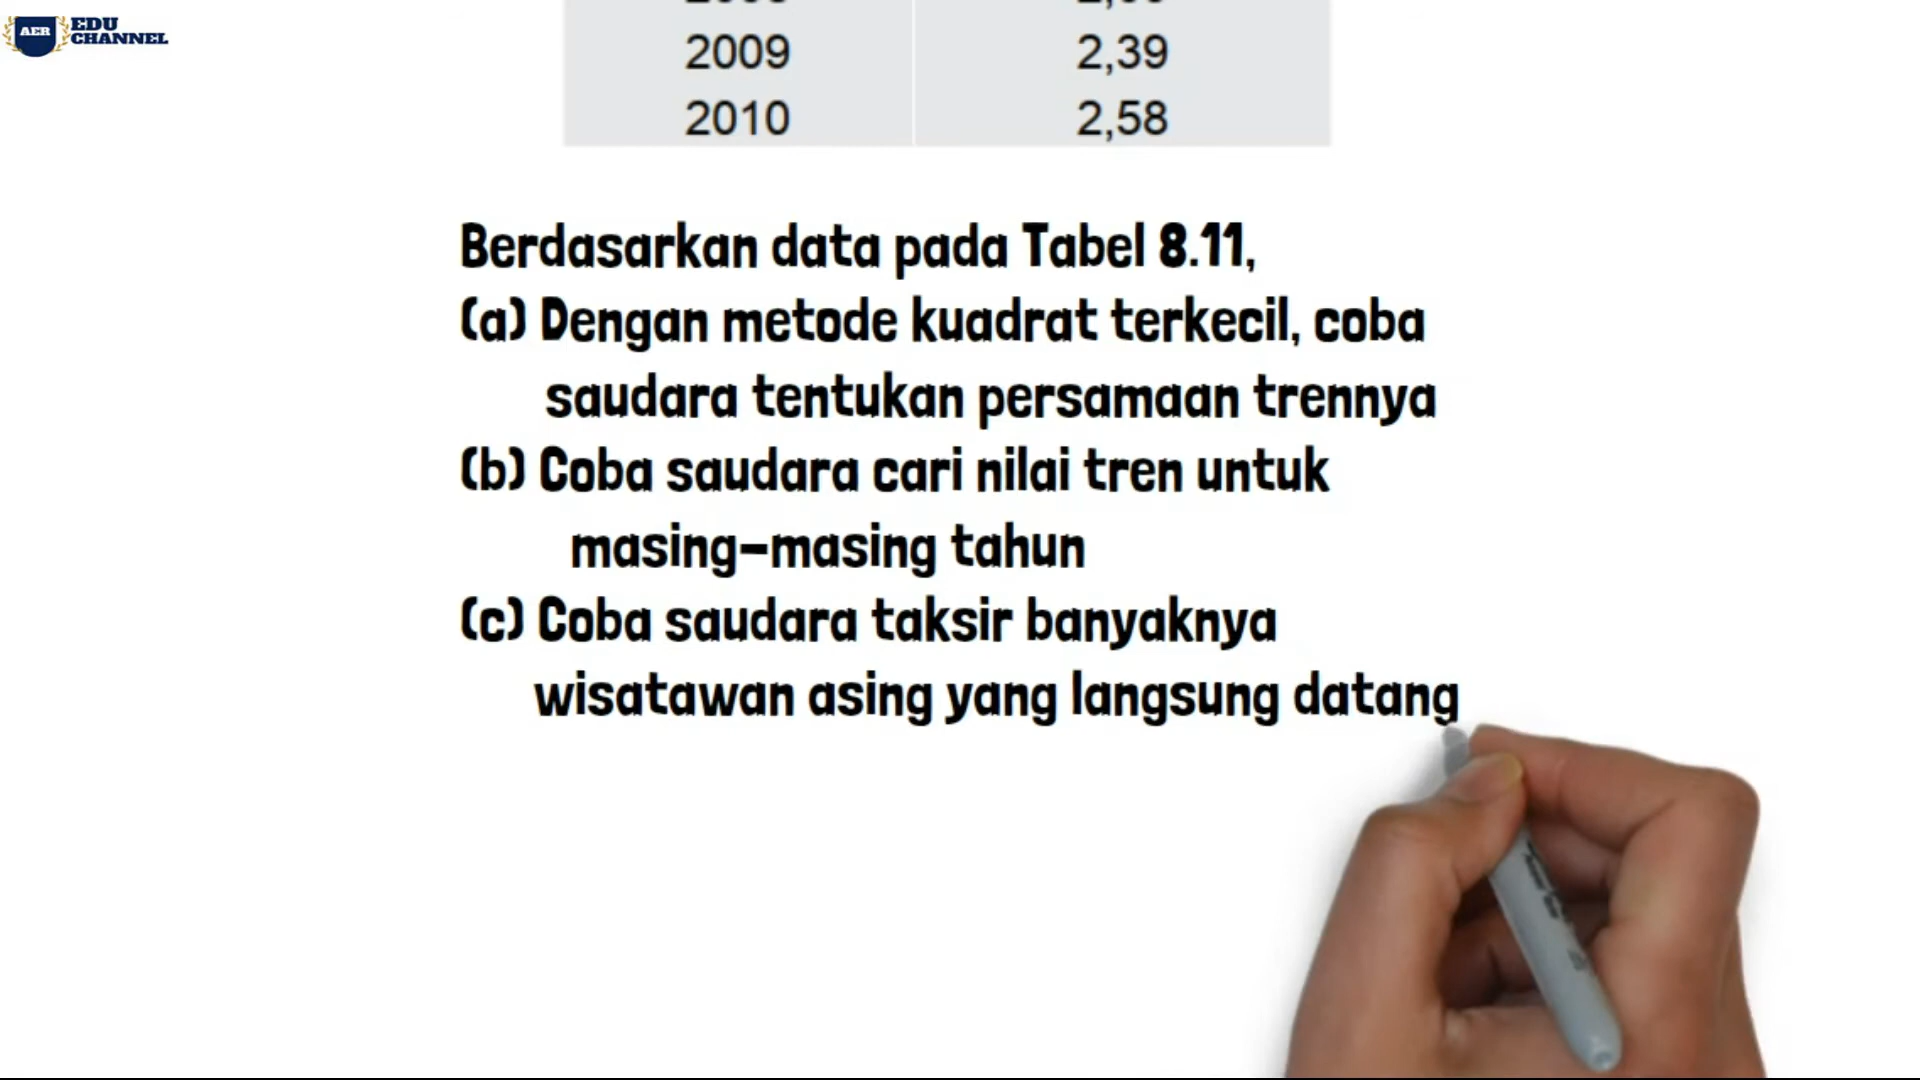 AER
EDU
CHANNEL
2009 2,39
2010 2,58
Berdasarkan data pada Tabel 8.11,
(a) Dengan metode kuadrat terkecil, coba
saudara tentukan persamaan trennya
(b) Coba saudara cari nilai tren untuk
masing-masing tahun
(c) Coba saudara taksir banyaknya
wisatawan asing yang langsung datang